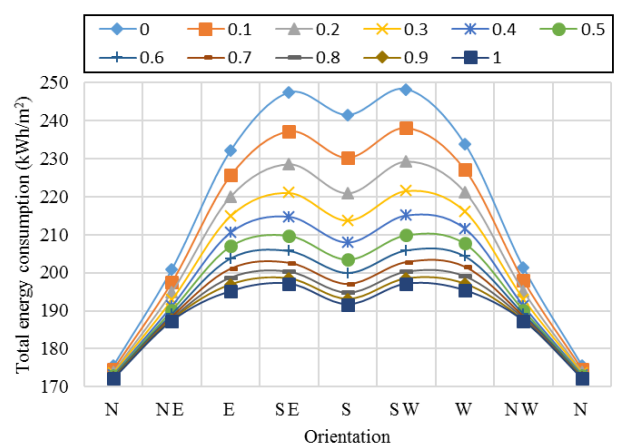 0 0.1 0.2 0.3 0.4 0.5
0.6 0.7 0.8 0.9 1
Total energy consumption (kWh/m²)
250
240
230
220
210
200
190
180
170
N NE E SE S SW W NW N
Orientation